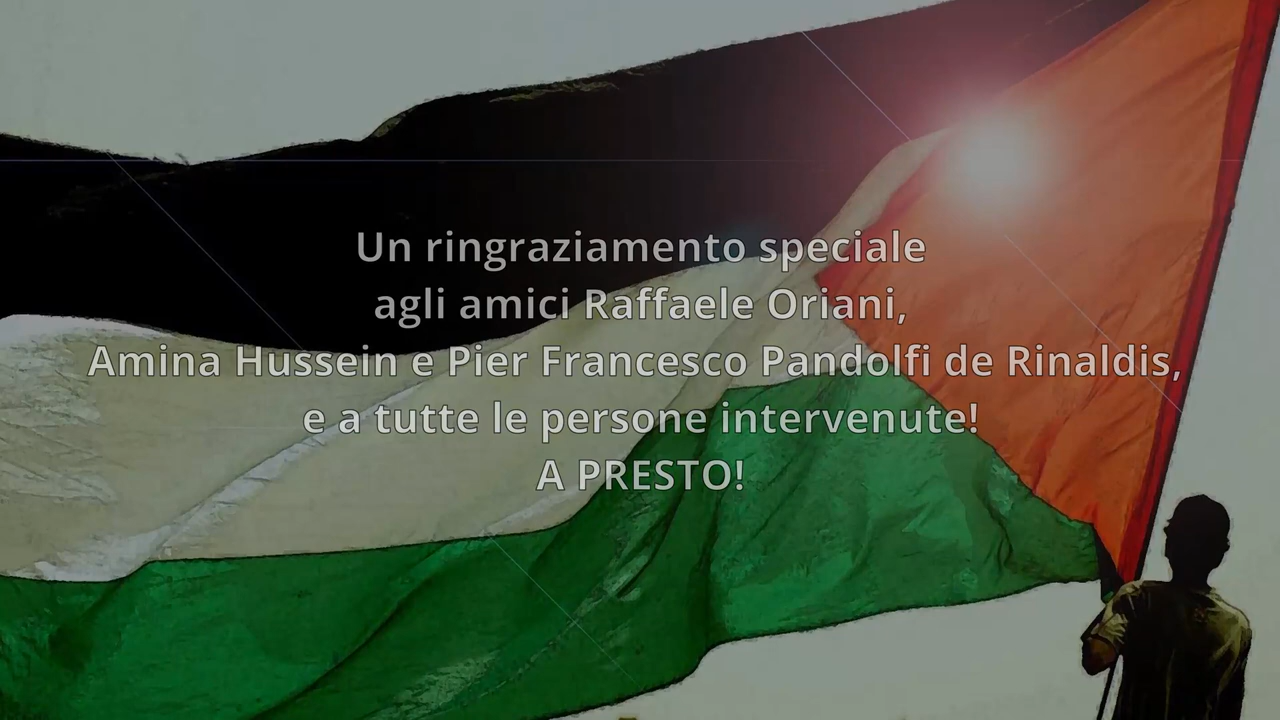 Un ringraziamento speciale
agli amici Raffaele Oriani,
Amina Hussein e Pier Francesco Pandolfi de Rinaldis,
e a tutte le persone intervenute!
A PRESTO!